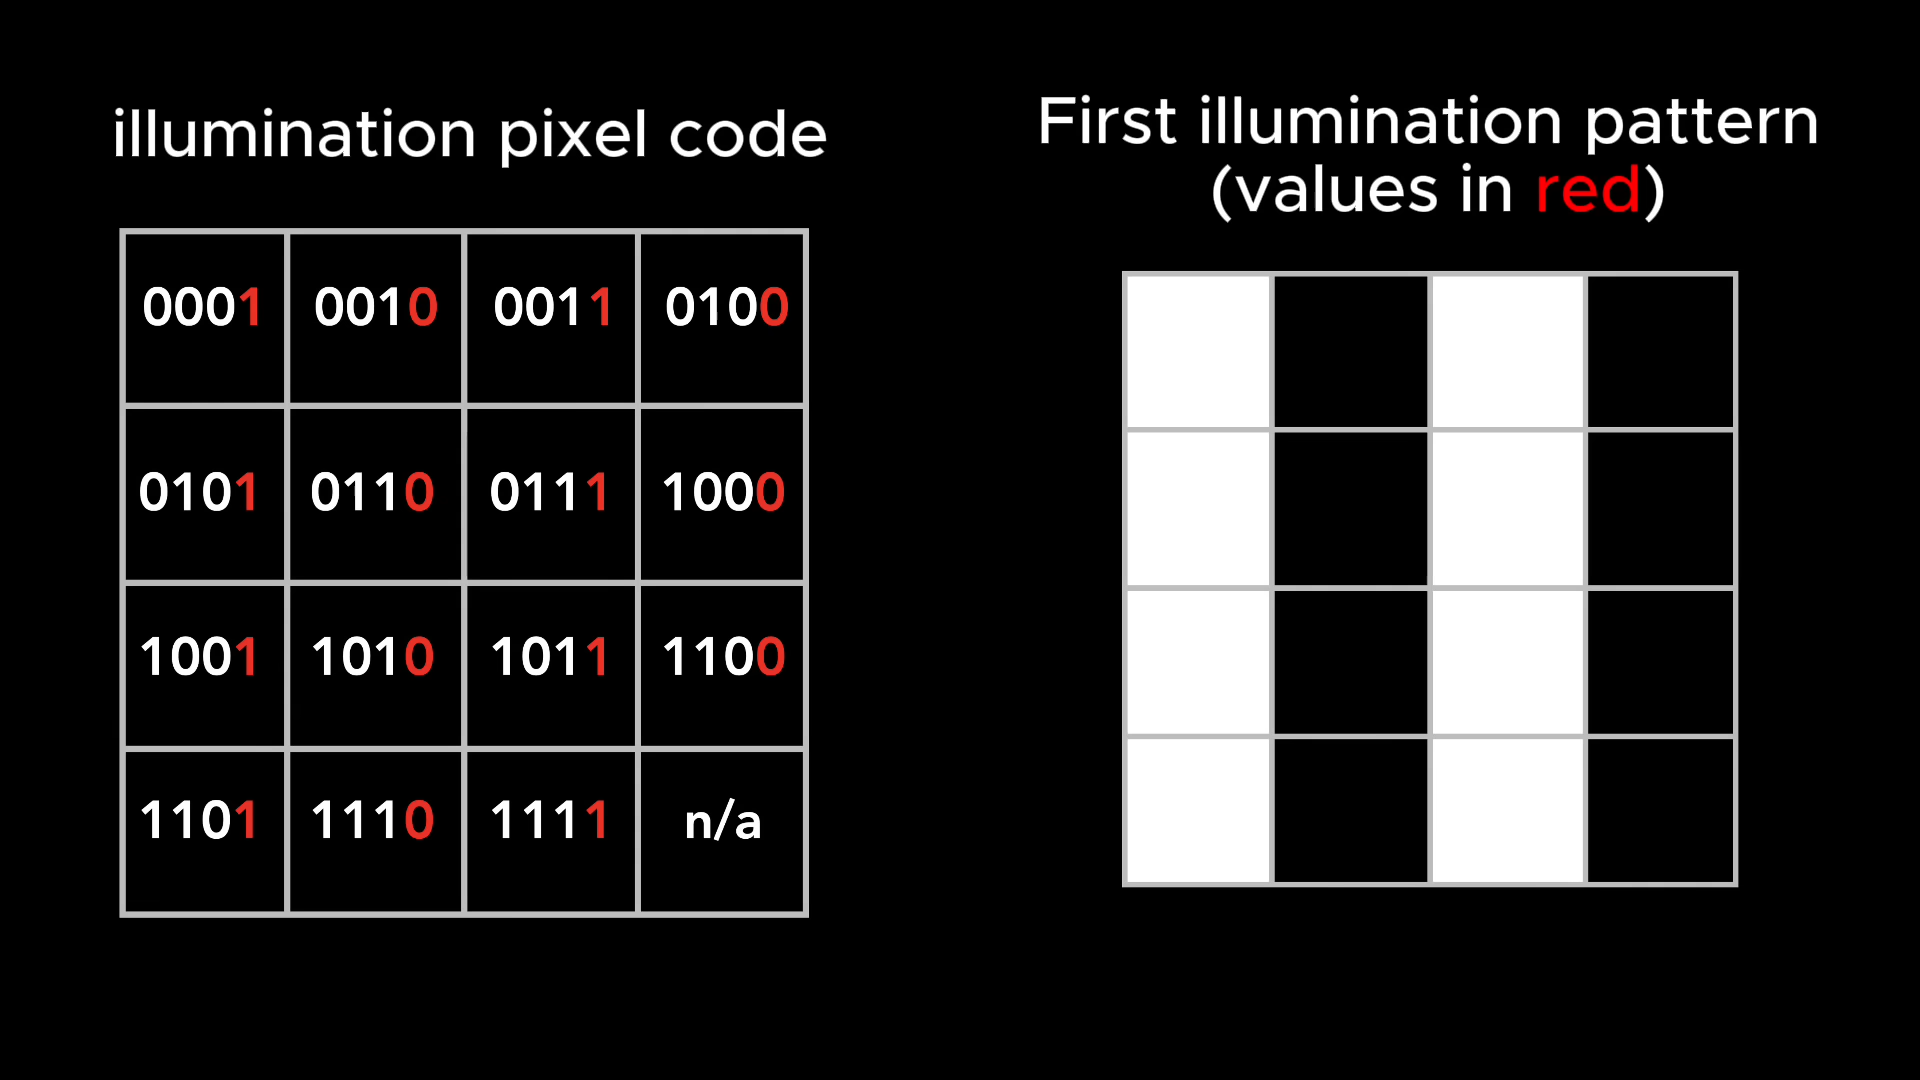 illumination pixel code
First illumination pattern
(values in red)
0001 0010 0011 0100
0101 0110 0111 1000
1001 1010 1011 1100
1101 1110 1111 n/a